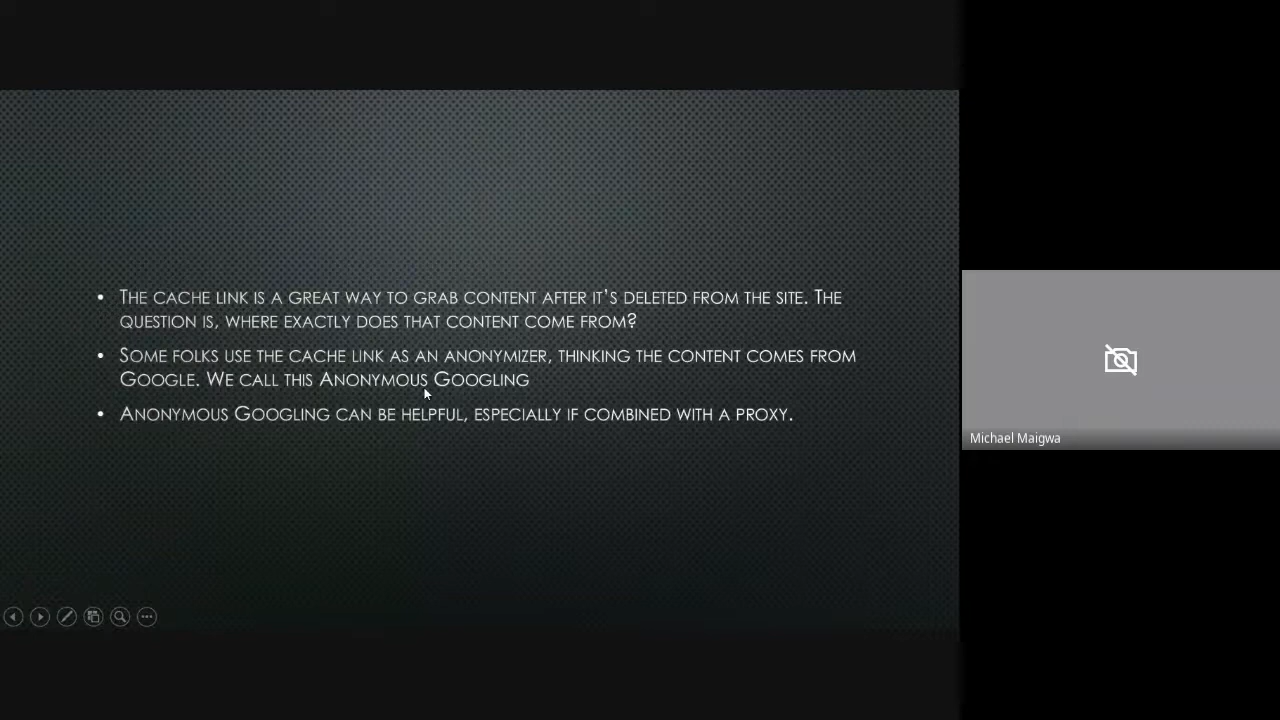 The cache link is a great way to grab content after it's deleted from the site. The
question is, where exactly does that content come from?
Some folks use the cache link as an anonymizer, thinking the content comes from
Google. We call this Anonymous Googling
Anonymous Googling can be helpful, especially if combined with a proxy.
Michael Maigwa